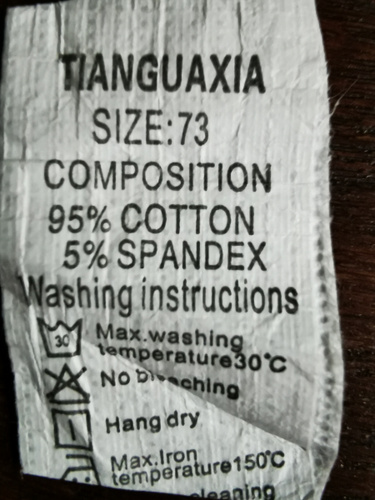 TIANGUAXIA
SIZE:73
COMPOSITION
95% COTTON
5% SPANDEX
Washing instructions
30
Max.washing
temperature30℃
No bleaching
Hang dry
Max.Iron
temperature150℃
cleaning